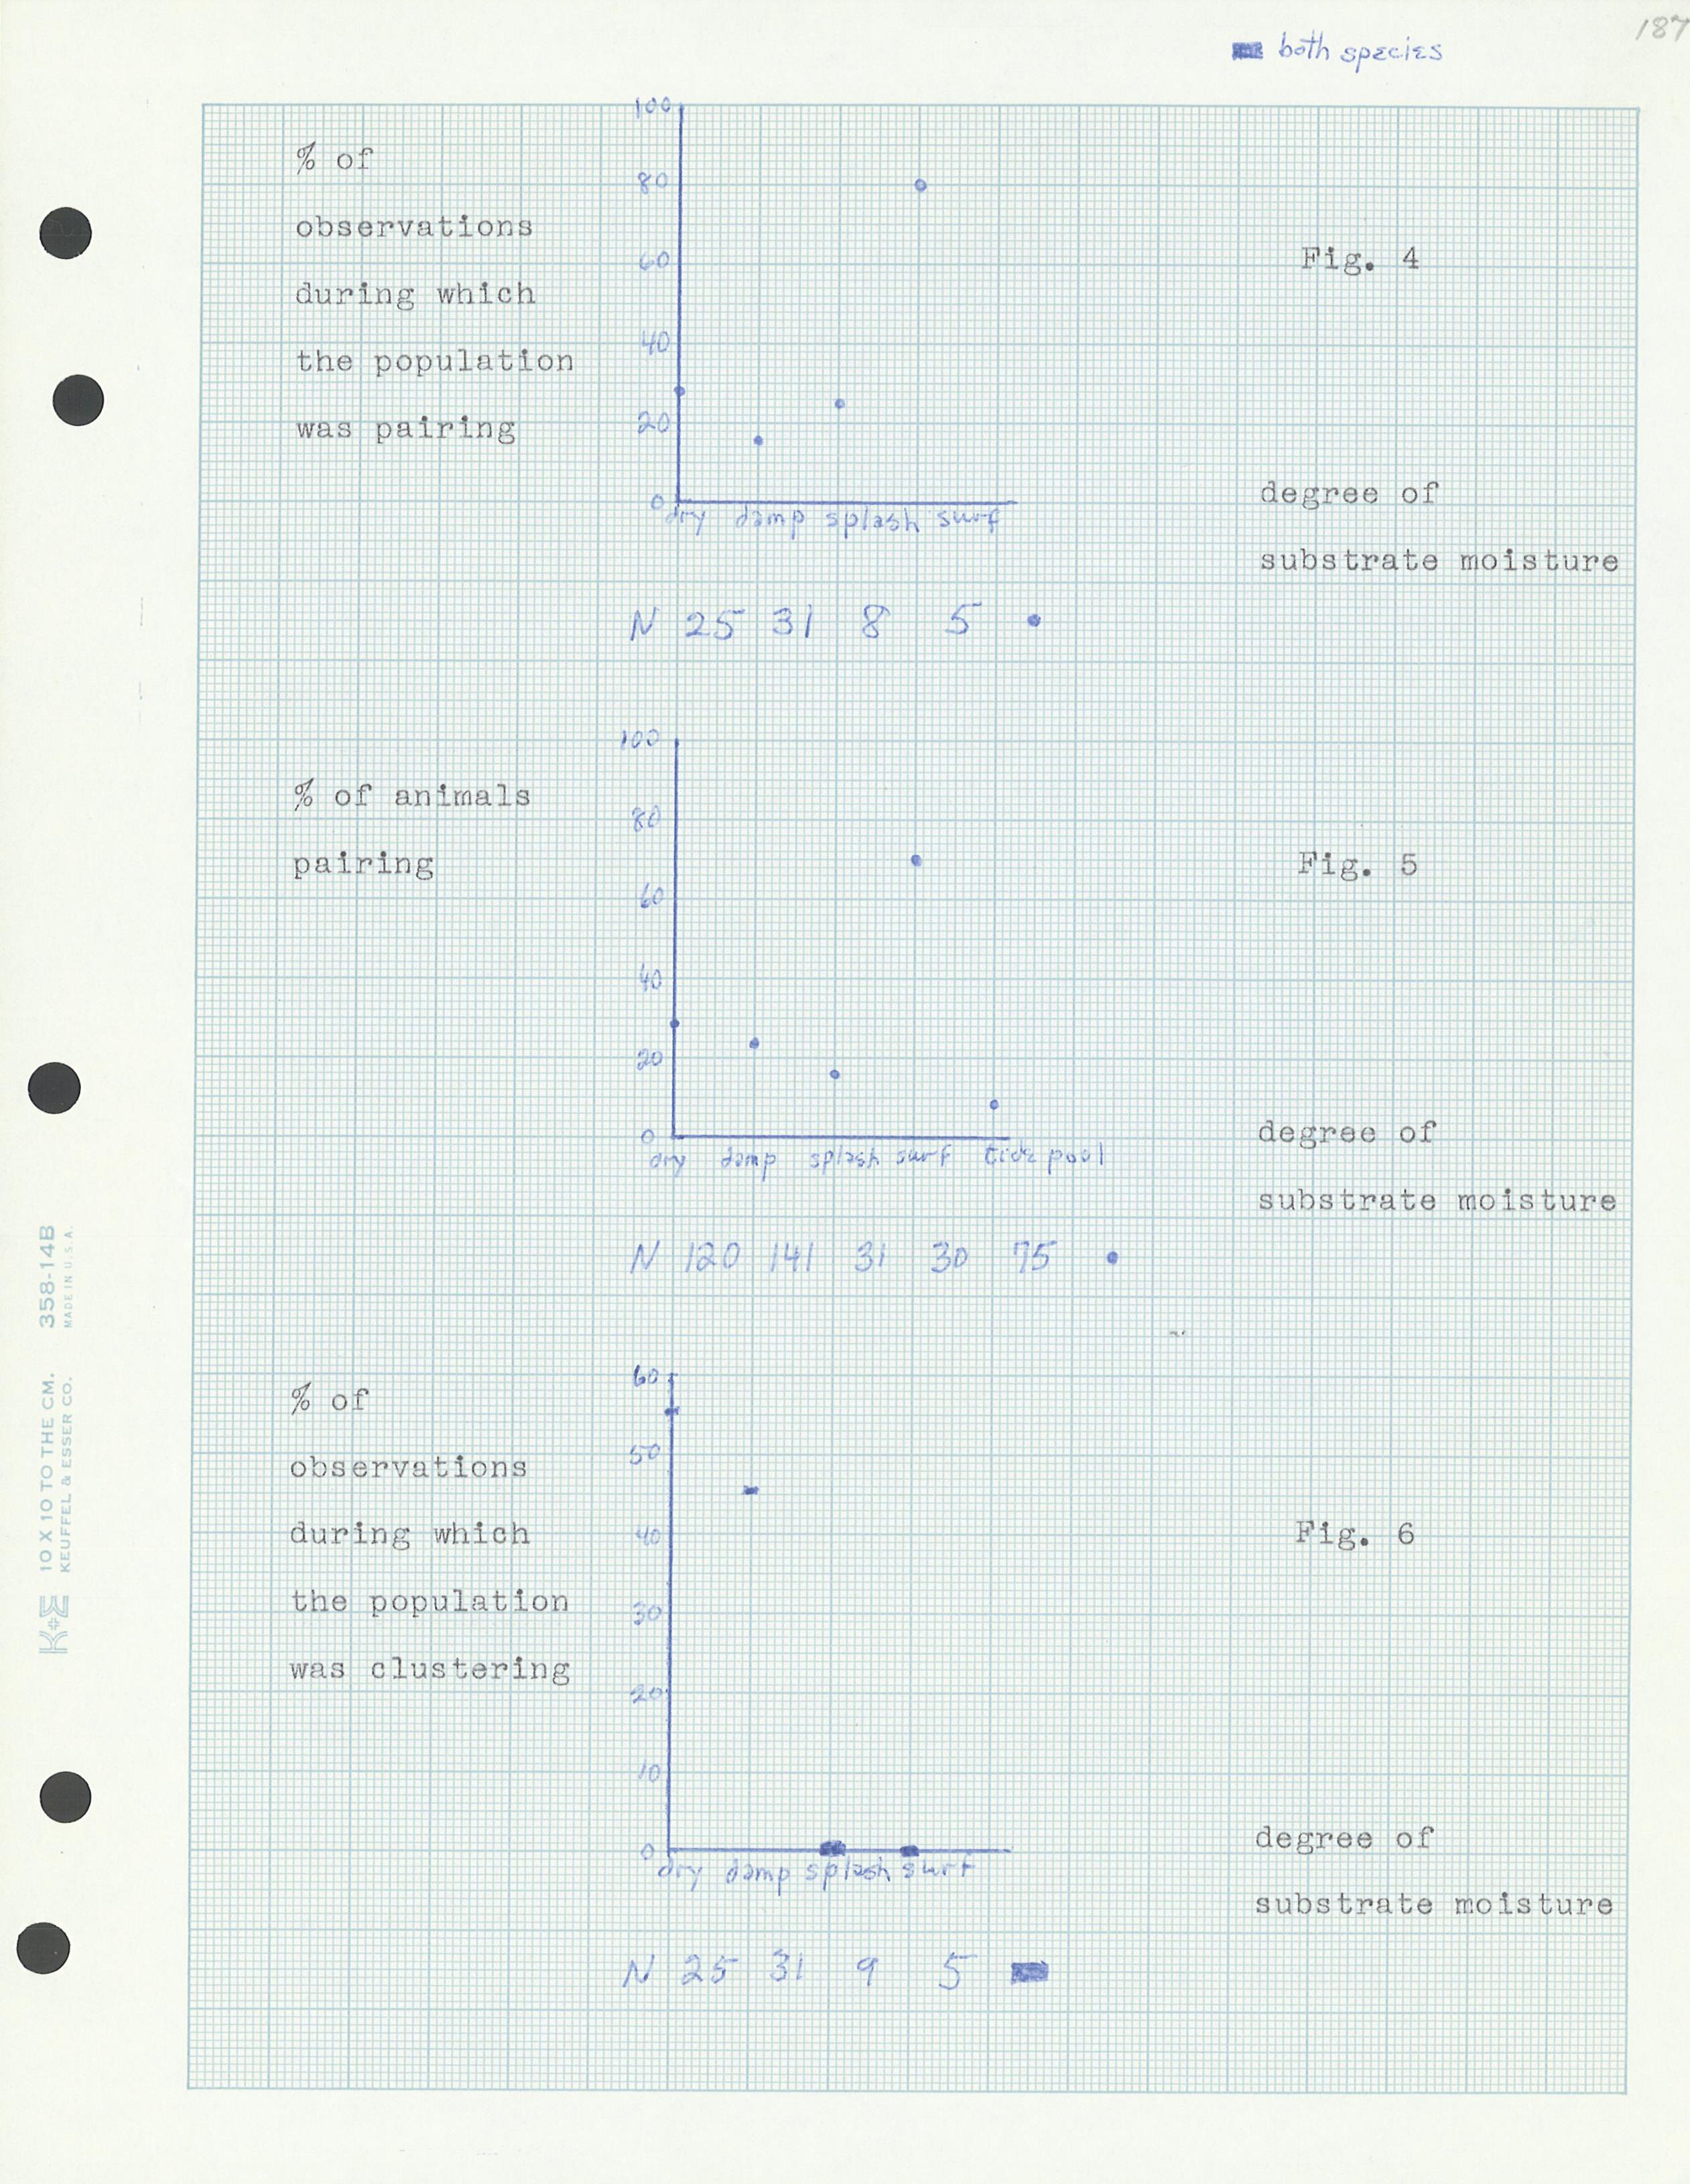 187
both species
100
% of
80
observations
60
Fig. 4
during which
40
the population
20
was pairing
0
degree of
dry damp splash surf
substrate moisture
N 25 31 8 5
100
% of animals
80
pairing
Fig. 5
60
40
20
0
degree of
dry damp splash surf tide pool
substrate moisture
N 120 141 31 30 75
60
% of
50
observations
40
during which
Fig. 6
30
the population
was clustering
20
10
0
degree of
dry damp splash surf
substrate moisture
N 25 31 9 5
K+E 10 X 10 TO THE CM. 358-14B
KEUFFEL & ESSER CO. MADE IN U.S.A.